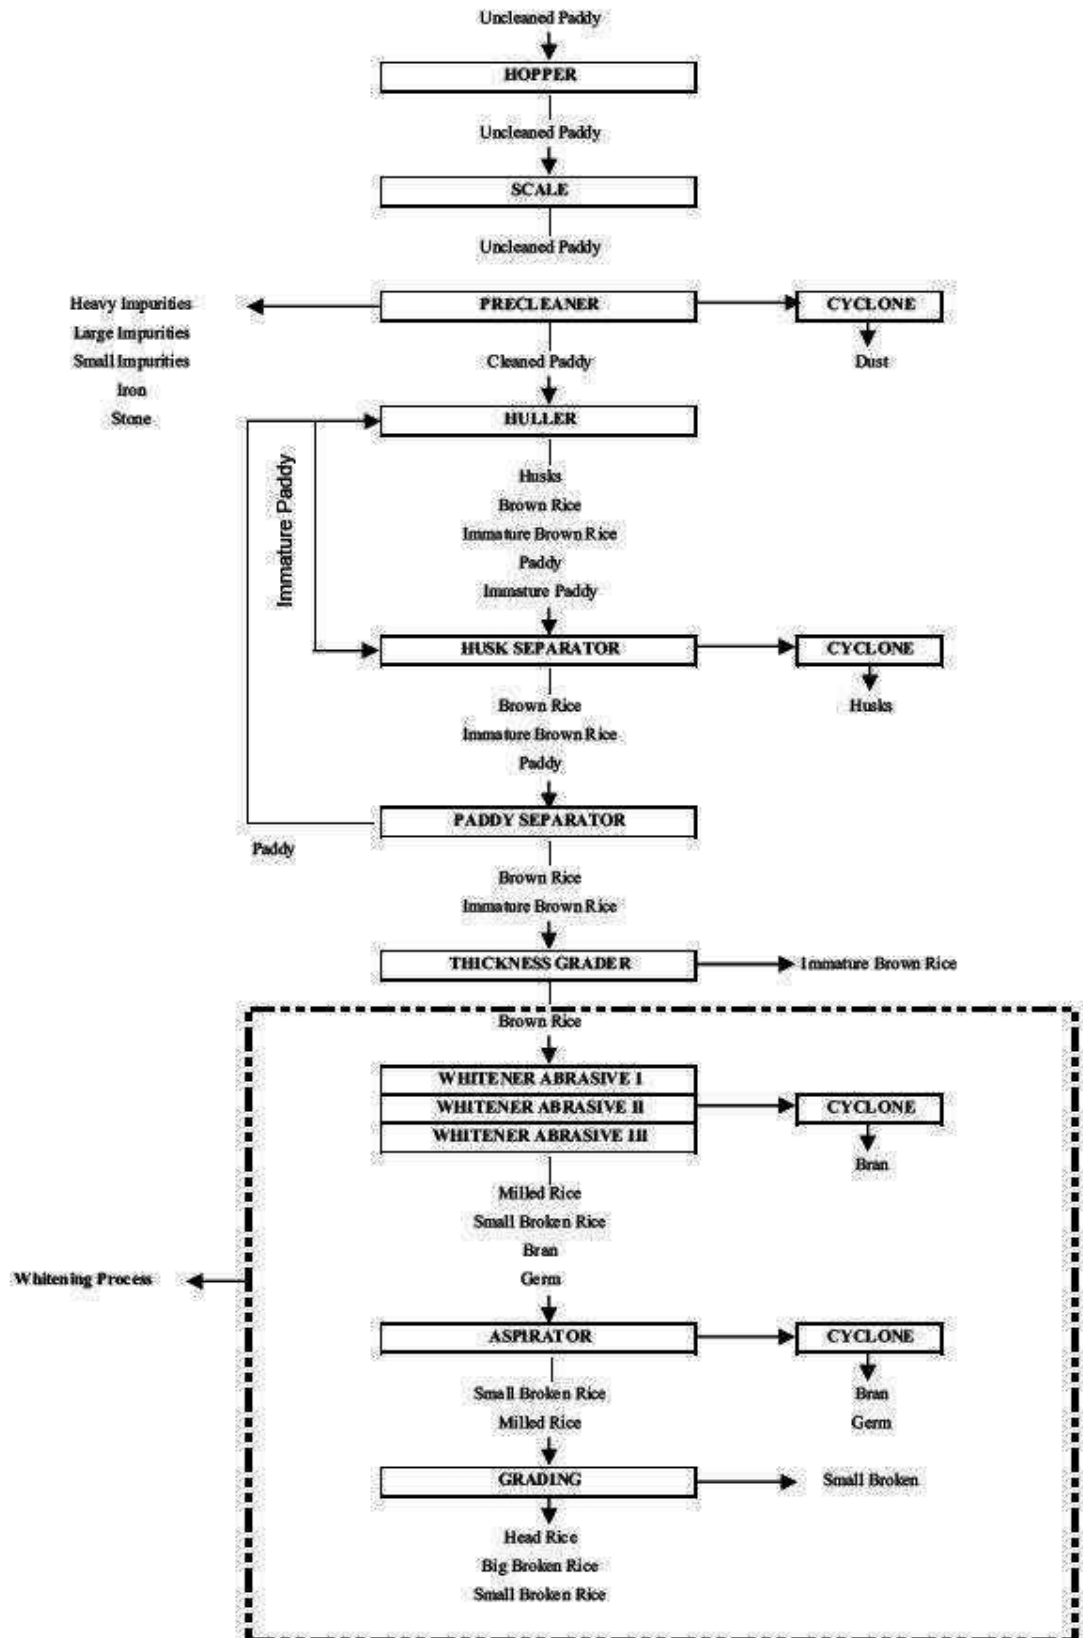 Uncleaned Paddy
HOPPER
Uncleaned Paddy
SCALE
Uncleaned Paddy
Heavy Impurities
Large Impurities
Small Impurities
Iron
Stone
PRECLEANER
CYCLONE
Dust
Cleaned Paddy
HULLER
Immature Paddy
Husks
Brown Rice
Immature Brown Rice
Paddy
Immature Paddy
HUSK SEPARATOR
CYCLONE
Husks
Brown Rice
Immature Brown Rice
Paddy
PADDY SEPARATOR
Paddy
Brown Rice
Immature Brown Rice
THICKNESS GRADER
Immature Brown Rice
Brown Rice
WHITENER ABRASIVE I
WHITENER ABRASIVE II
WHITENER ABRASIVE III
CYCLONE
Bran
Milled Rice
Small Broken Rice
Bran
Germ
Whitening Process
ASPIRATOR
CYCLONE
Bran
Germ
Small Broken Rice
Milled Rice
GRADING
Small Broken
Head Rice
Big Broken Rice
Small Broken Rice